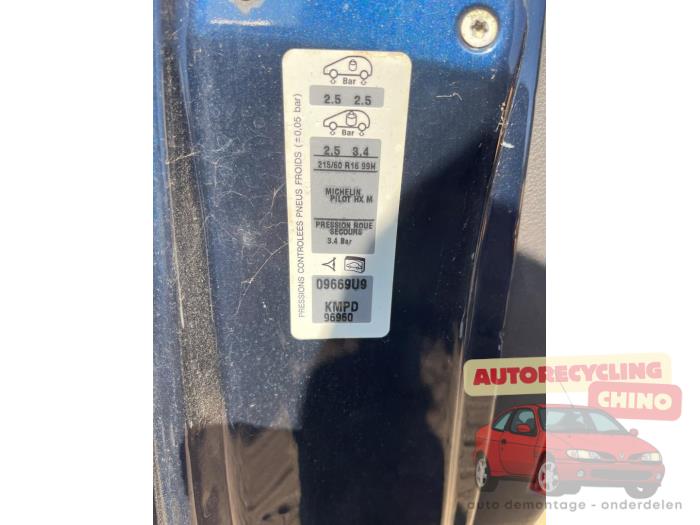 Bar
2.5 2.5
Bar
2.5 3.4
215/60 R16 99H
MICHELIN
PILOT HX M
PRESSION ROUE
SECOURS
3.4 Bar
09669U9
KMPD
96960
PRESSIONS CONTROLEES PNEUS FROIDS (±0,05 bar)
AUTORECYCLING
CHINO
auto demontage - onderdelen